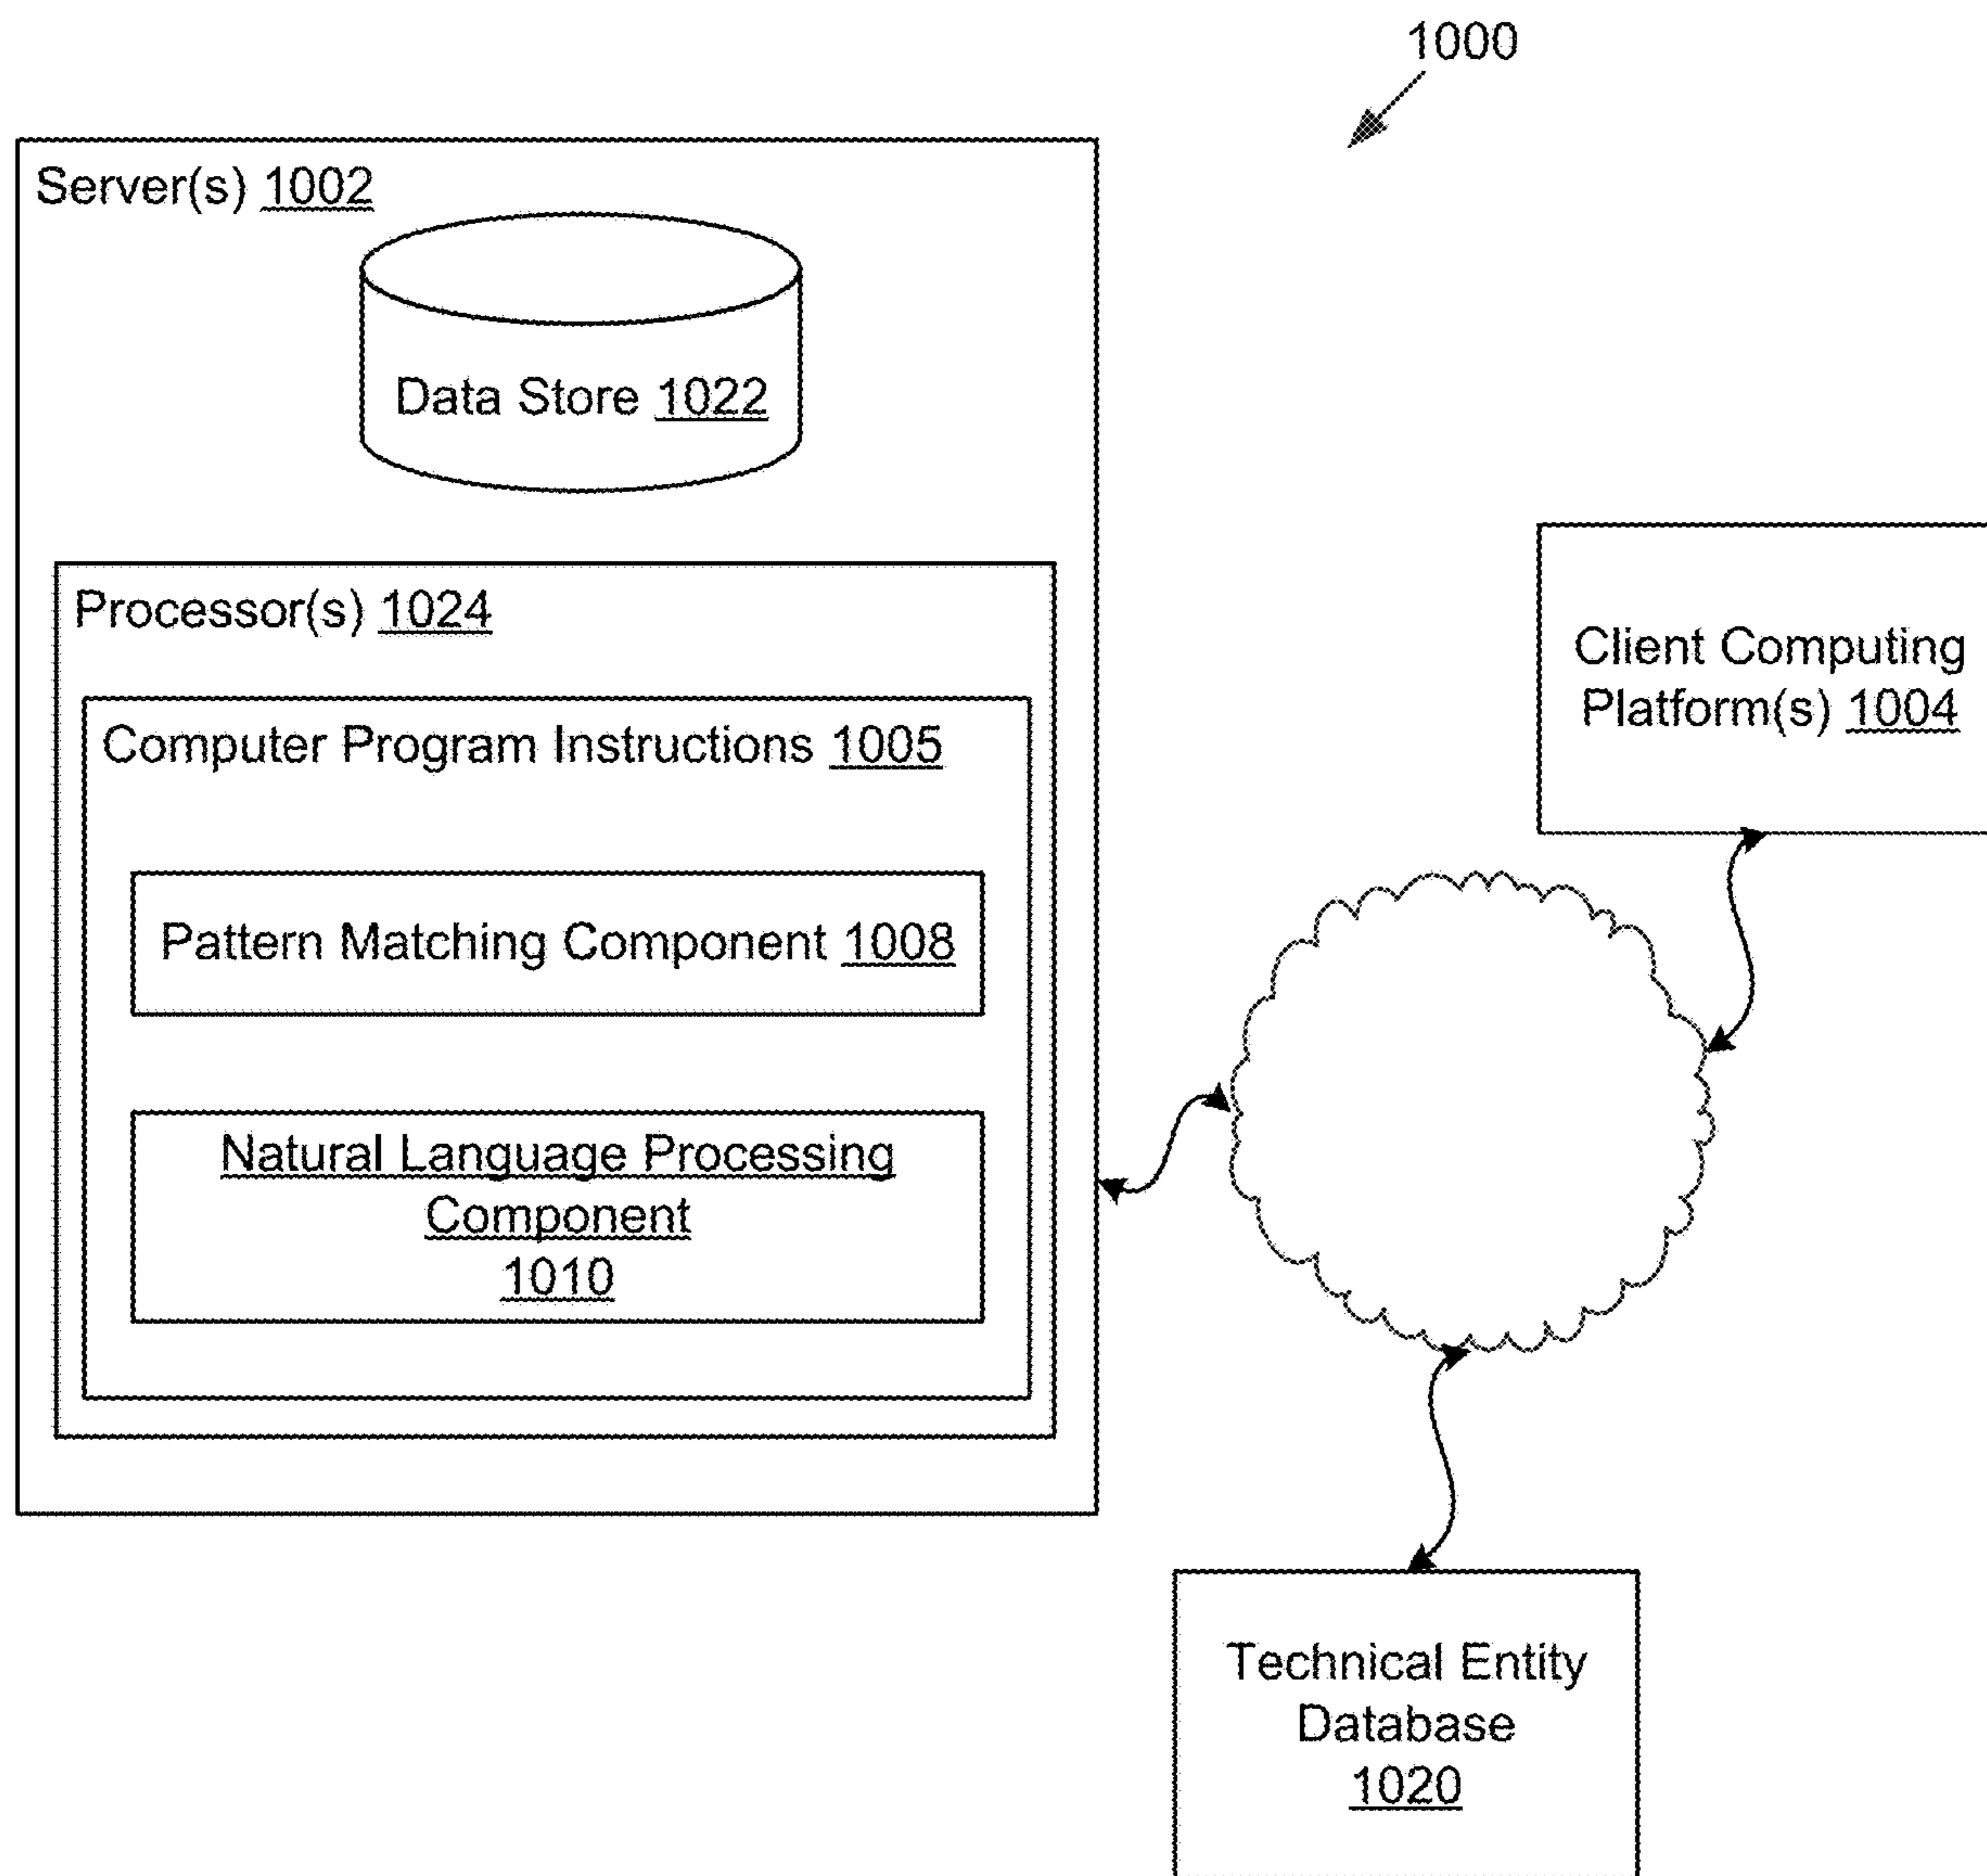 1000
Server(s) 1002
Data Store 1022
Processor(s) 1024
Computer Program Instructions 1005
Pattern Matching Component 1008
Natural Language Processing
Component
1010
Client Computing
Platform(s) 1004
Technical Entity
Database
1020